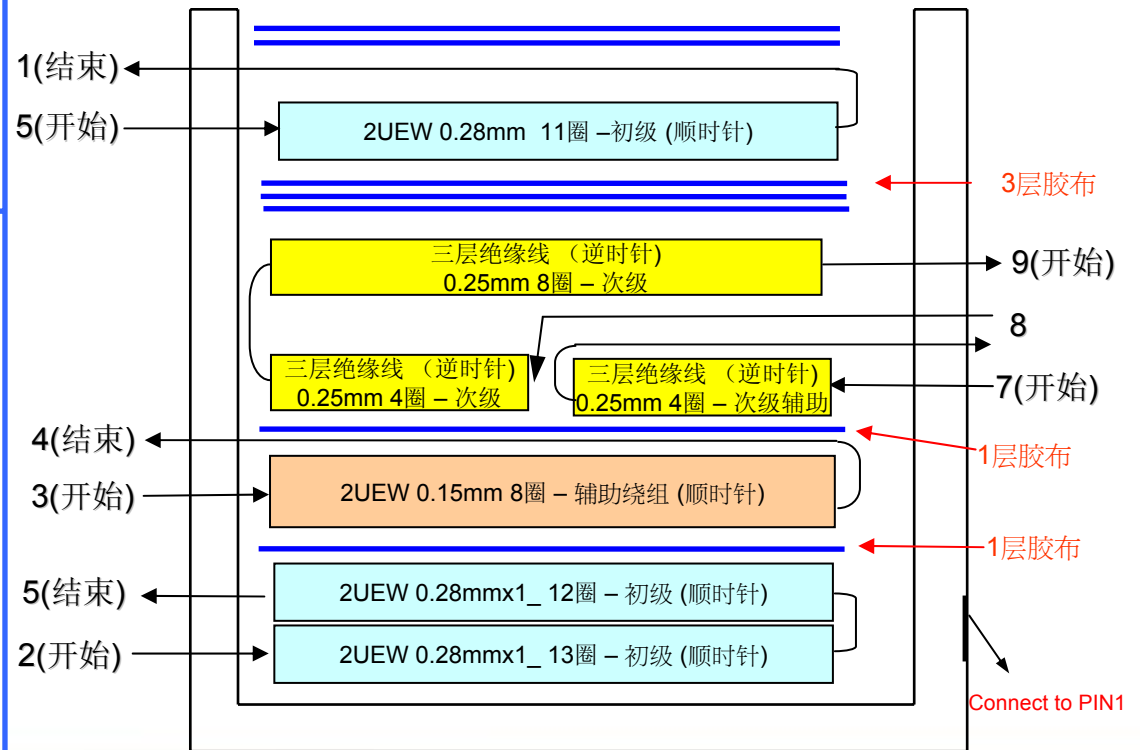 1(结束)
5(开始)
2UEW 0.28mm 11圈 –初级 (顺时针)
3层胶布
三层绝缘线 （逆时针)
0.25mm 8圈 – 次级
9(开始)
8
三层绝缘线 （逆时针)
0.25mm 4圈 – 次级
三层绝缘线 （逆时针)
0.25mm 4圈 – 次级辅助
7(开始)
4(结束)
1层胶布
3(开始)
2UEW 0.15mm 8圈 – 辅助绕组 (顺时针)
1层胶布
5(结束)
2UEW 0.28mmx1_ 12圈 – 初级 (顺时针)
2(开始)
2UEW 0.28mmx1_ 13圈 – 初级 (顺时针)
Connect to PIN1